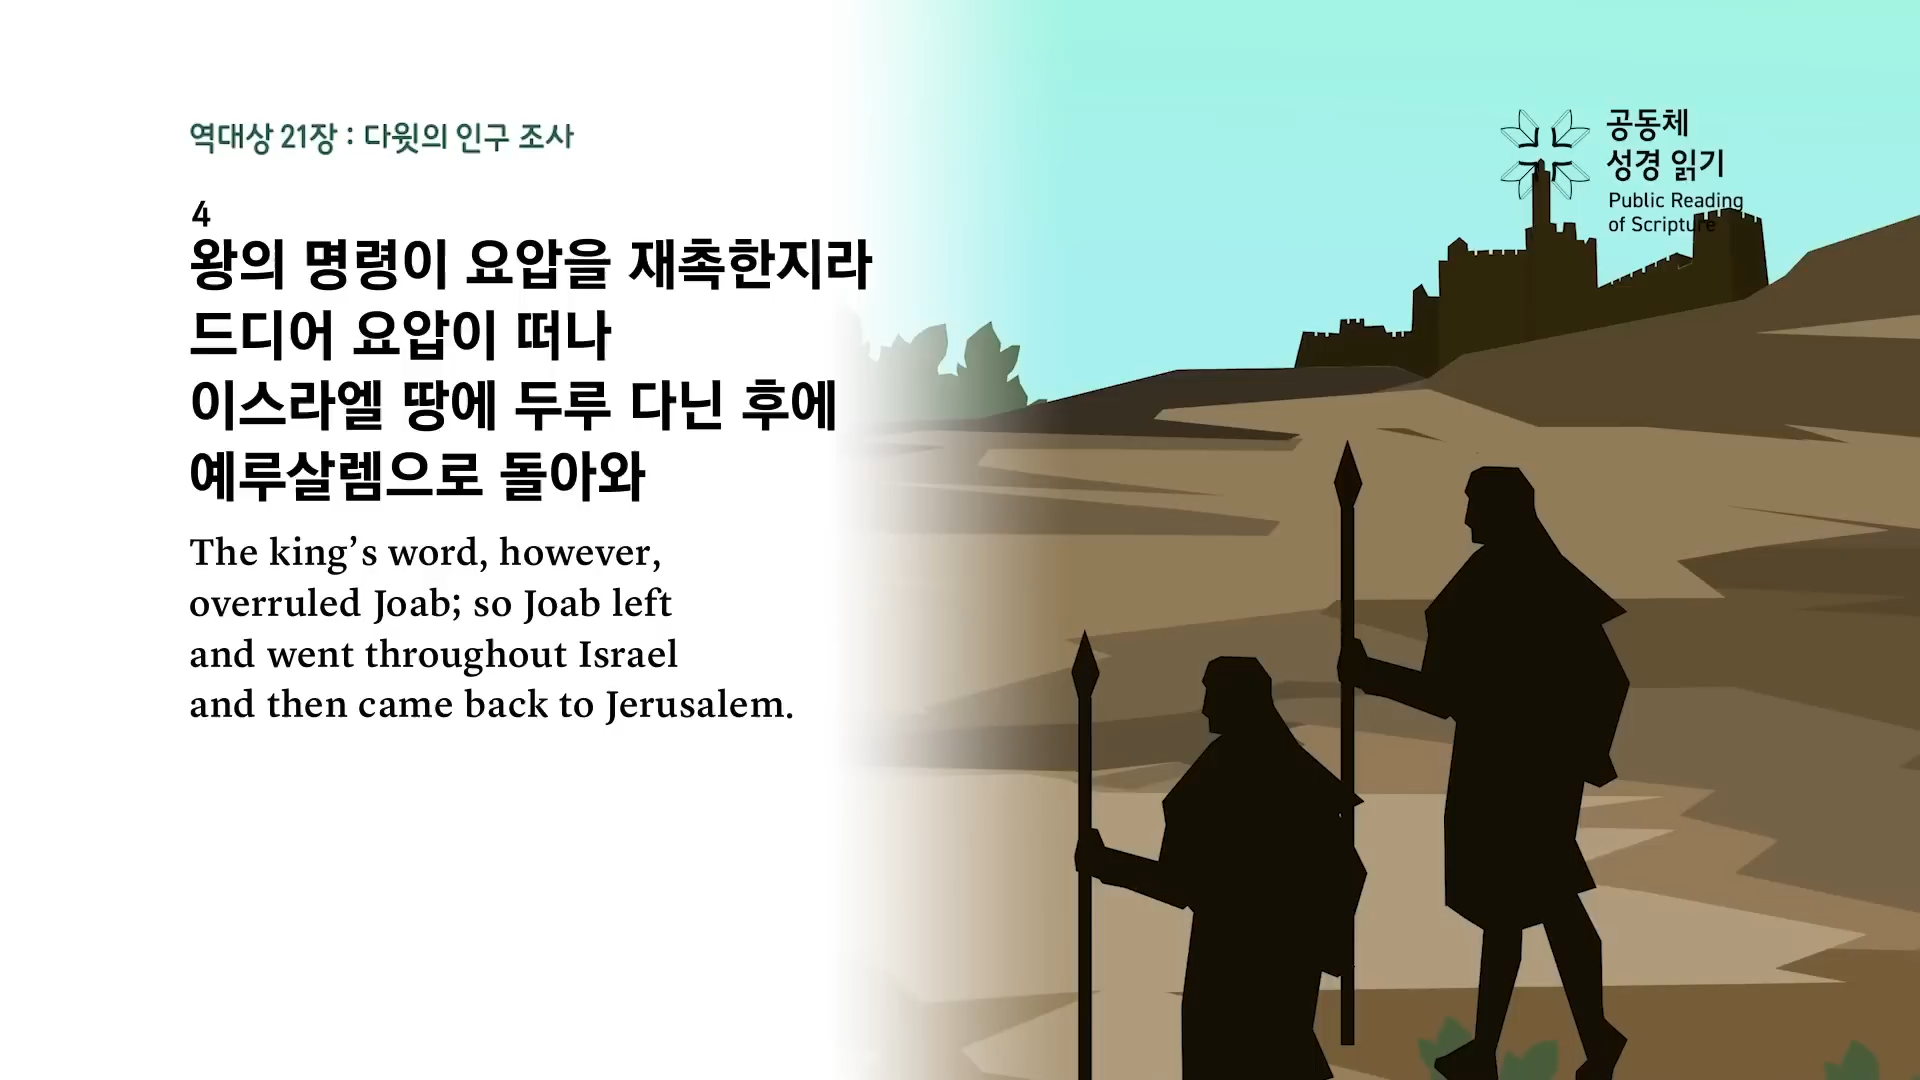 역대상 21장 : 다윗의 인구 조사
4
왕의 명령이 요압을 재촉한지라
드디어 요압이 떠나
이스라엘 땅에 두루 다닌 후에
예루살렘으로 돌아와
The king’s word, however,
overruled Joab; so Joab left
and went throughout Israel
and then came back to Jerusalem.
공동체
성경 읽기
Public Reading
of Scripture